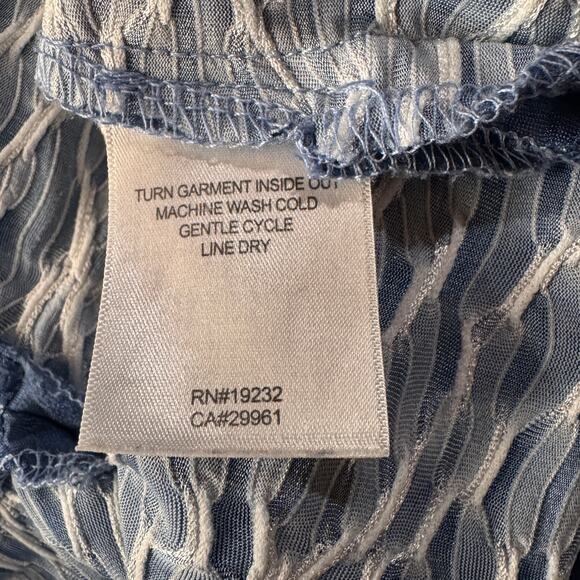 TURN GARMENT INSIDE OUT
MACHINE WASH COLD
GENTLE CYCLE
LINE DRY
RN#19232
CA#29961